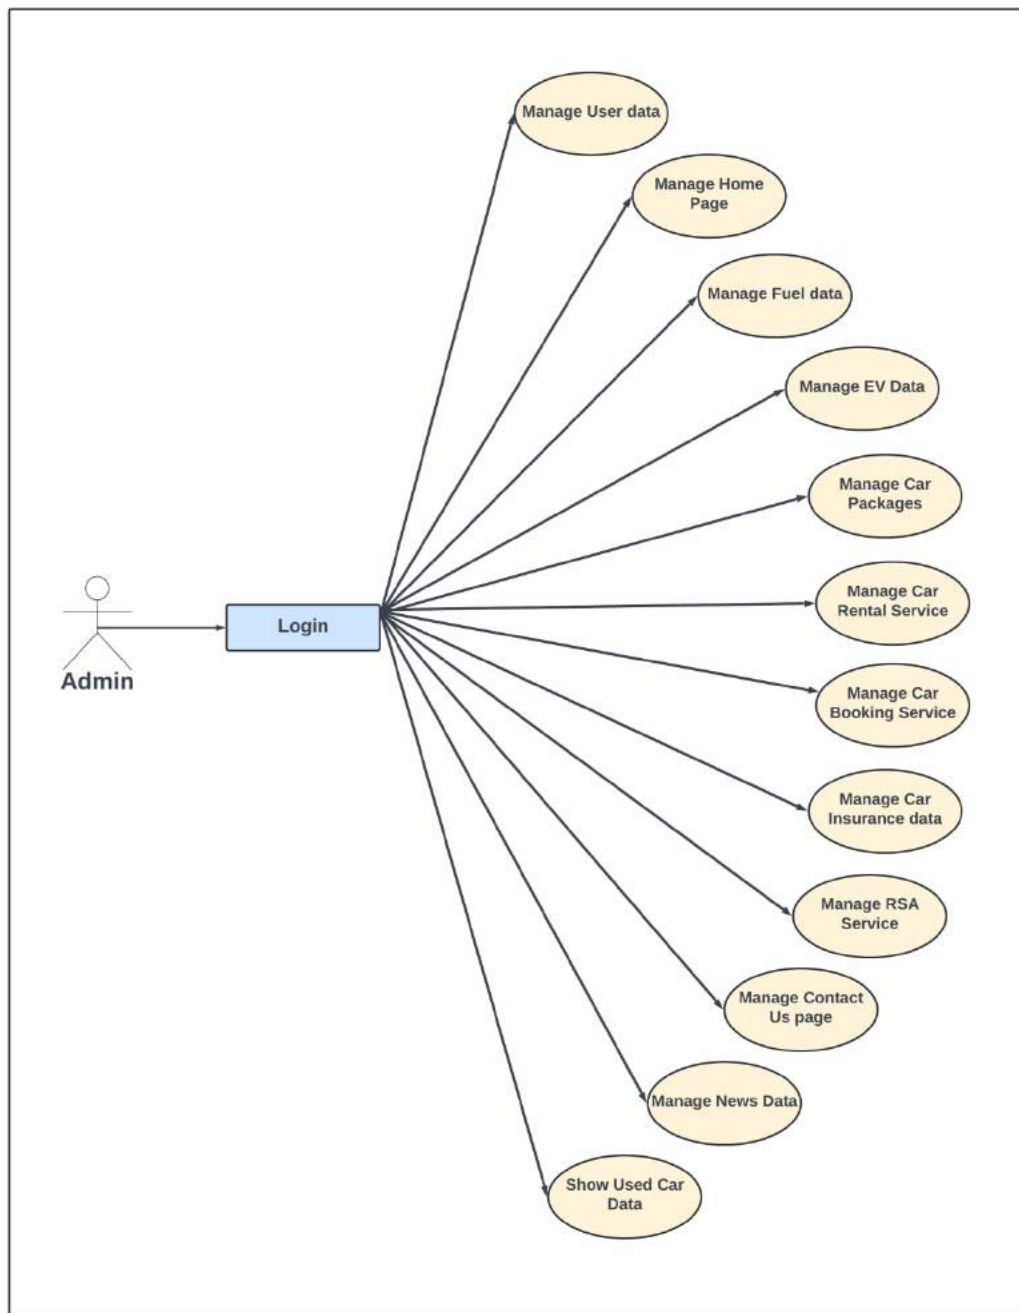 Manage User data
Manage Home
Page
Manage Fuel data
Manage EV Data
Manage Car
Packages
Manage Car
Rental Service
Login
Admin
Manage Car
Booking Service
Manage Car
Insurance data
Manage RSA
Service
Manage Contact
Us page
Manage News Data
Show Used Car
Data